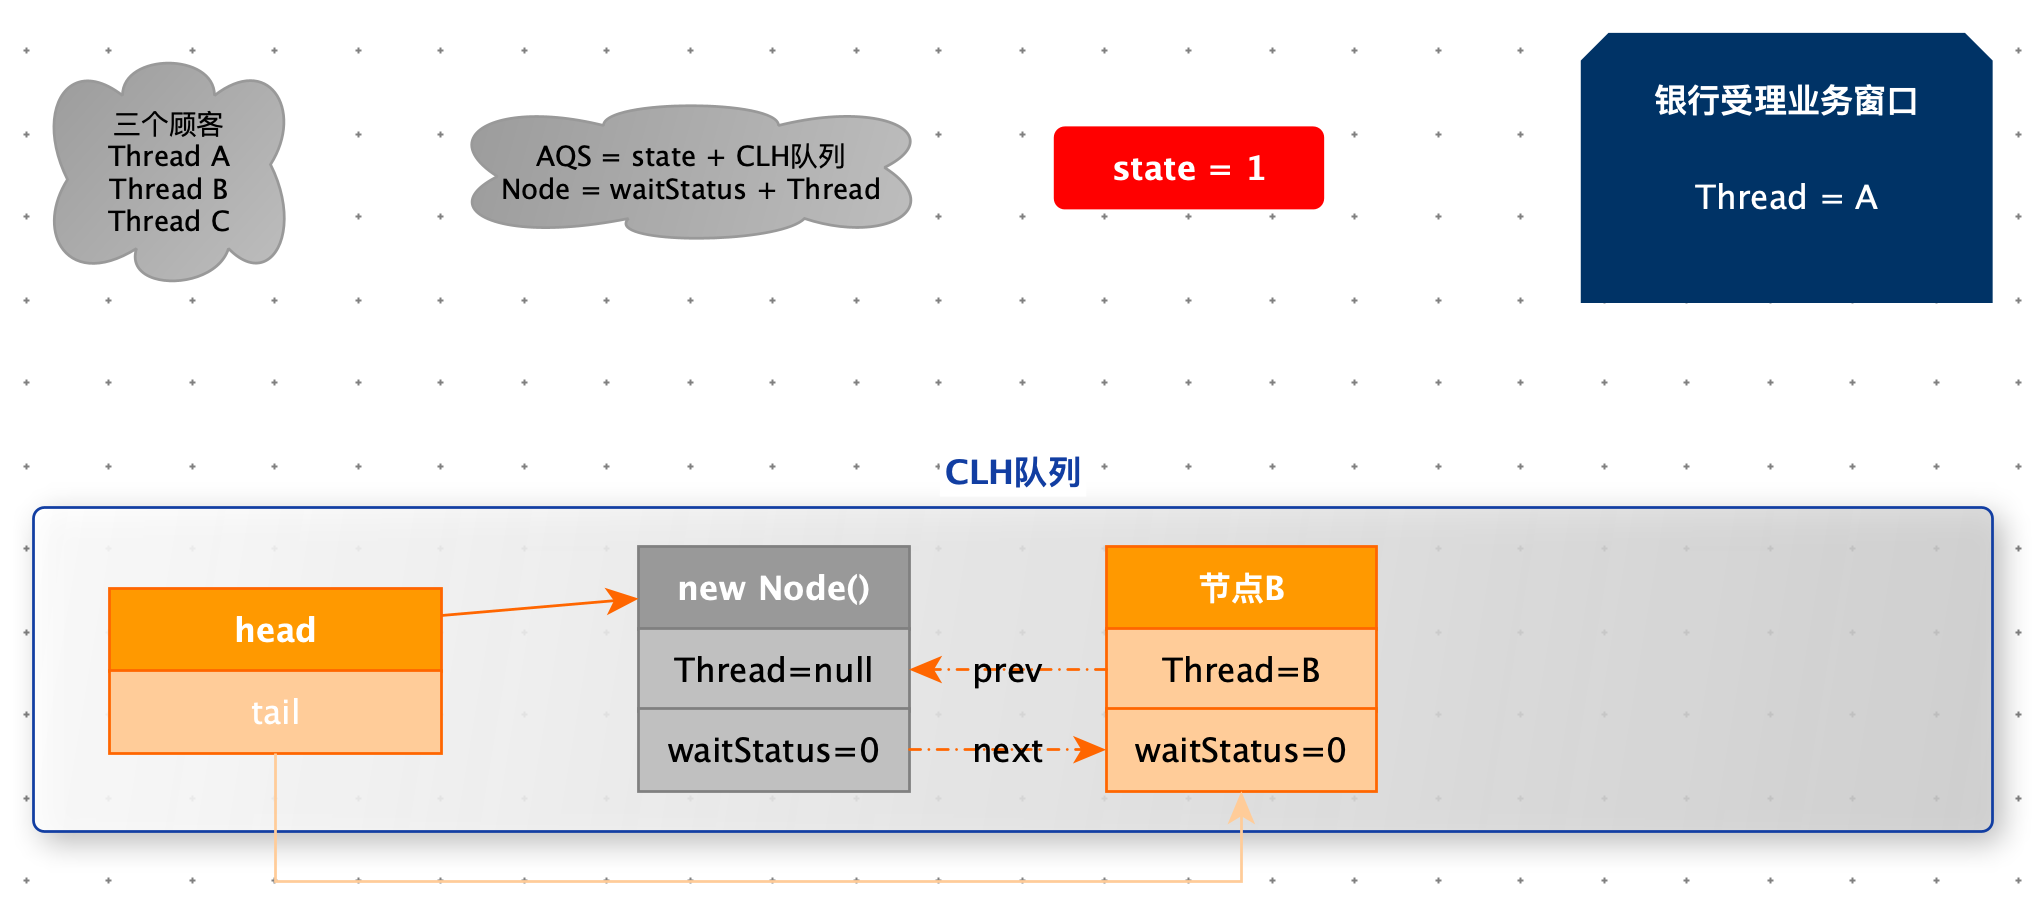 三个顾客
Thread A
Thread B
Thread C
AQS = state + CLH队列
Node = waitStatus + Thread
state = 1
银行受理业务窗口
Thread = A
CLH队列
head
tail
new Node()
Thread=null
waitStatus=0
prev
next
节点B
Thread=B
waitStatus=0